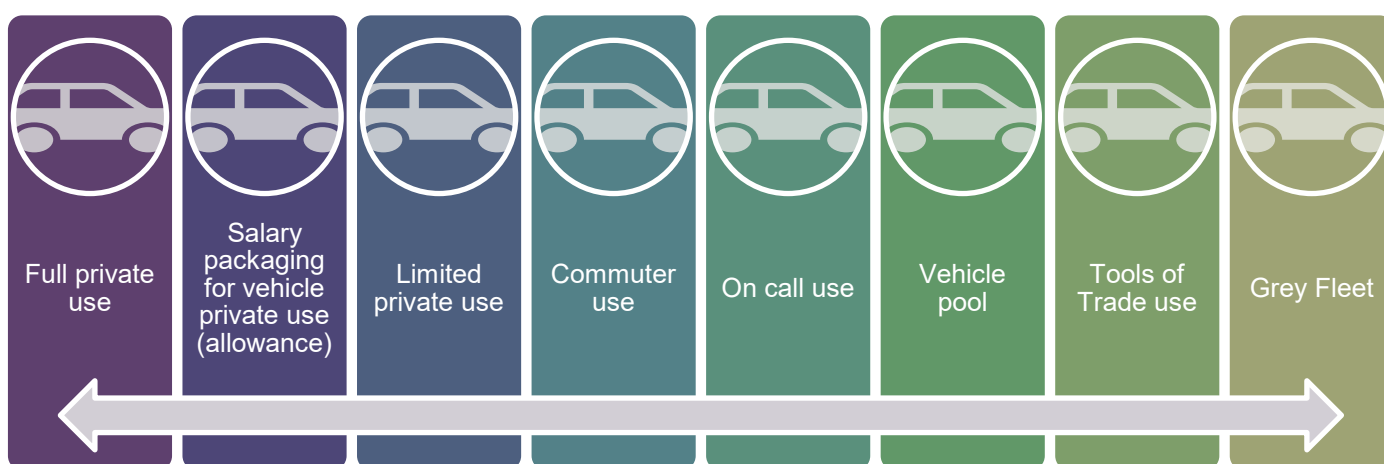 Full private
use
Salary
packaging
for vehicle
private use
(allowance)
Limited
private use
Commuter
use
On call use
Vehicle
pool
Tools of
Trade use
Grey Fleet